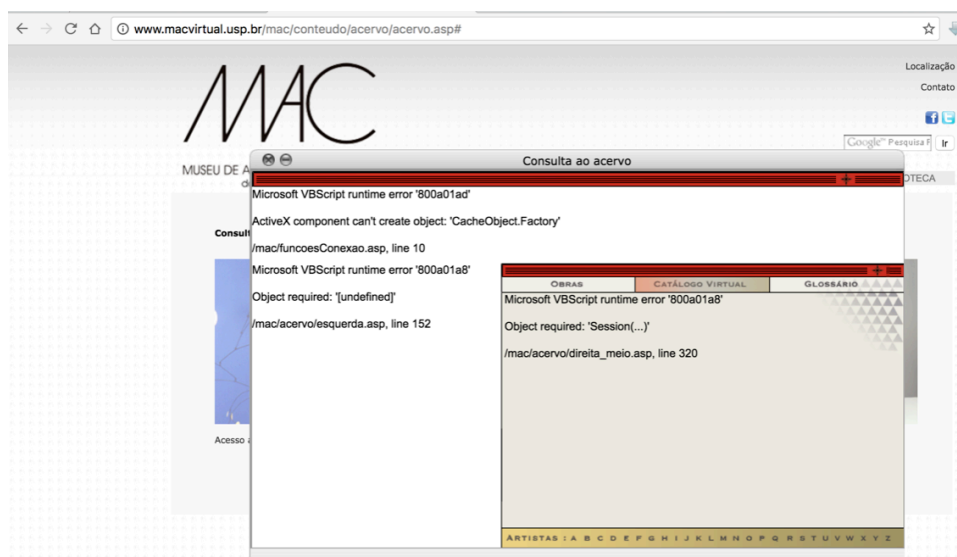 www.macvirtual.usp.br/mac/conteudo/acervo/acervo.asp#
Localização
Contato
MAC
Google™ Pesquisa Ir
MUSEU DE A
Consulta ao acervo
Microsoft VBScript runtime error '800a01ad'
ActiveX component can't create object: 'CacheObject.Factory'
/mac/funcoesConexao.asp, line 10
Microsoft VBScript runtime error '800a01a8'
Object required: '[undefined]'
/mac/acervo/esquerda.asp, line 152
OBRAS CATÁLOGO VIRTUAL GLOSSÁRIO
Microsoft VBScript runtime error '800a01a8'
Object required: 'Session(...)'
/mac/acervo/direita_meio.asp, line 320
Acesso a
ARTISTAS : A B C D E F G H I J K L M N O P Q R S T U V W X Y Z